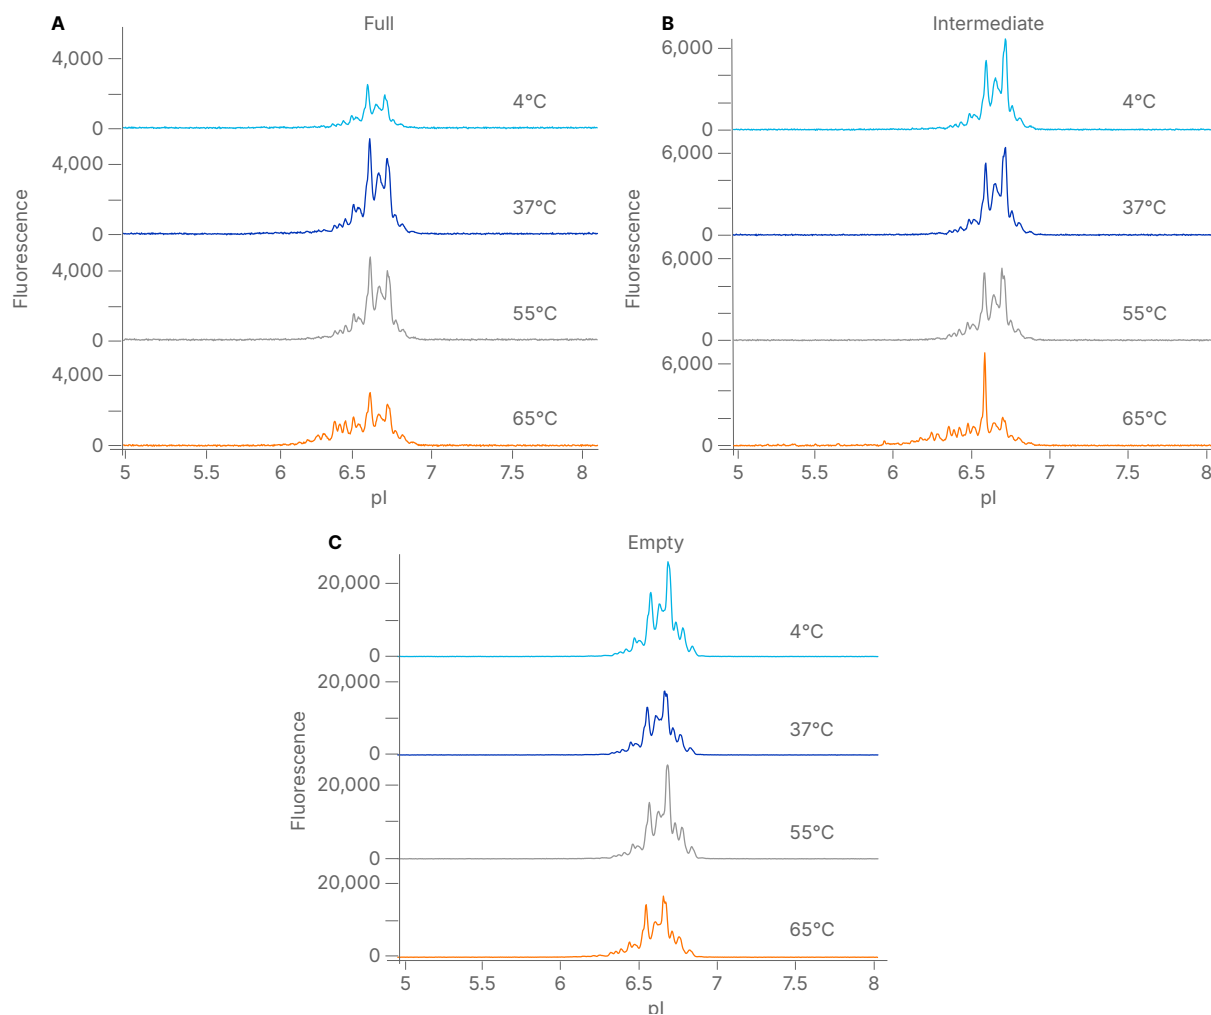 A Full
4,000
4°C
0
4,000
37°C
0
4,000
55°C
0
4,000
65°C
0
Fluorescence
5 5.5 6 6.5 7 7.5 8
pI
B Intermediate
6,000
4°C
0
6,000
37°C
0
6,000
55°C
0
6,000
65°C
0
Fluorescence
5 5.5 6 6.5 7 7.5 8
pI
C Empty
20,000
4°C
0
20,000
37°C
0
20,000
55°C
0
20,000
65°C
0
Fluorescence
5 5.5 6 6.5 7 7.5 8
pI